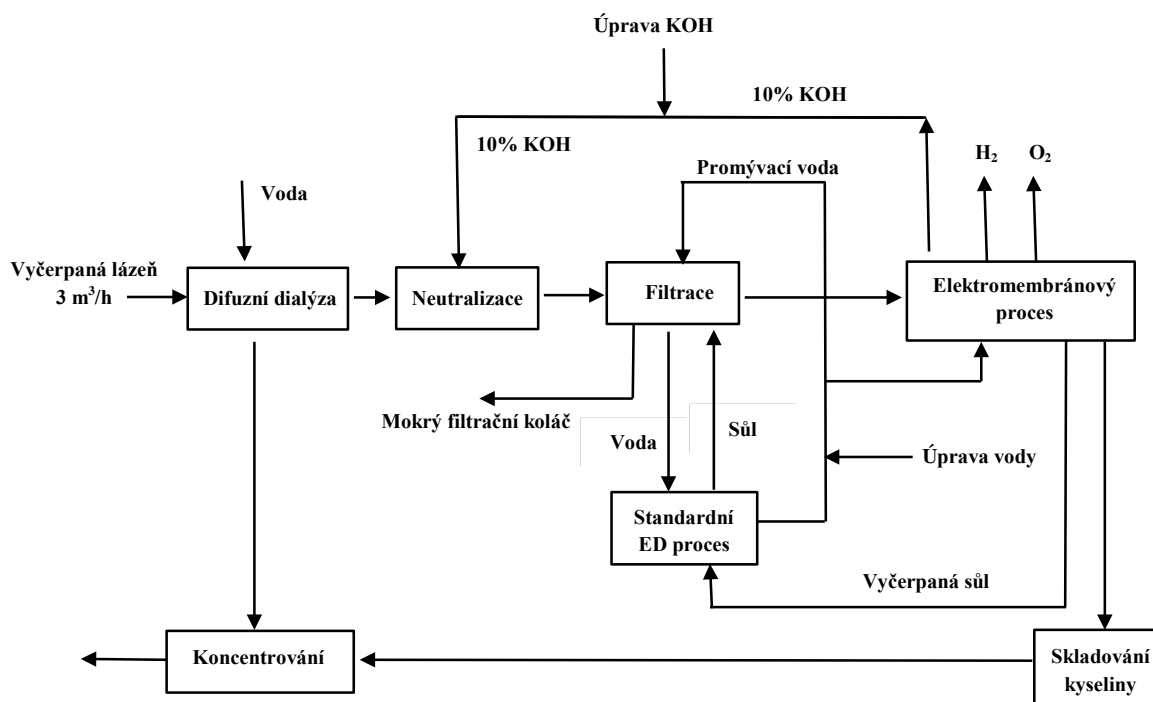 Úprava KOH
10% KOH
10% KOH
H₂ O₂
Promývací voda
Voda
Vyčerpaná lázeň
3 m³/h
Difuzní dialýza
Neutralizace
Filtrace
Elektromembránový
proces
Mokrý filtrační koláč
Voda
Sůl
Úprava vody
Standardní
ED proces
Vyčerpaná sůl
Koncentrování
Skladování
kyseliny